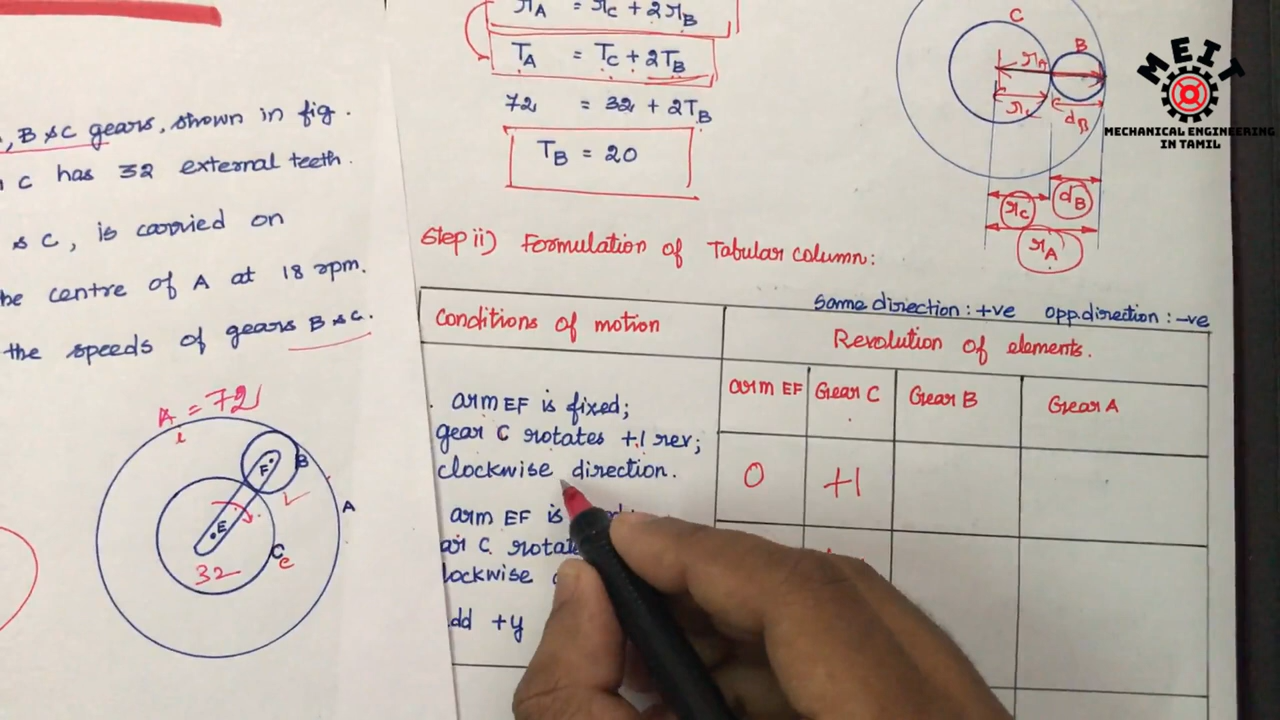 , B & C gears, shown in fig.
C has 32 external teeth.
& C, is carried on
the centre of A at 18 rpm.
the speeds of gears B & C.
A = 72
i
F
B
E
A
C
e
32
rA = rC + 2rB
TA = TC + 2TB
72 = 32 + 2TB
TB = 20
C
B
rA
rC
dB
rC
dB
rA
MEIT
MECHANICAL ENGINEERING
IN TAMIL
Step ii) Formulation of Tabular column:
Same direction : +ve opp.direction : -ve
Conditions of motion
Revolution of elements.
arm EF
Gear C
Gear B
Gear A
arm EF is fixed;
gear C rotates +1 rev;
clockwise direction.
0
+1
arm EF is
C rotat
lockwise
dd +y